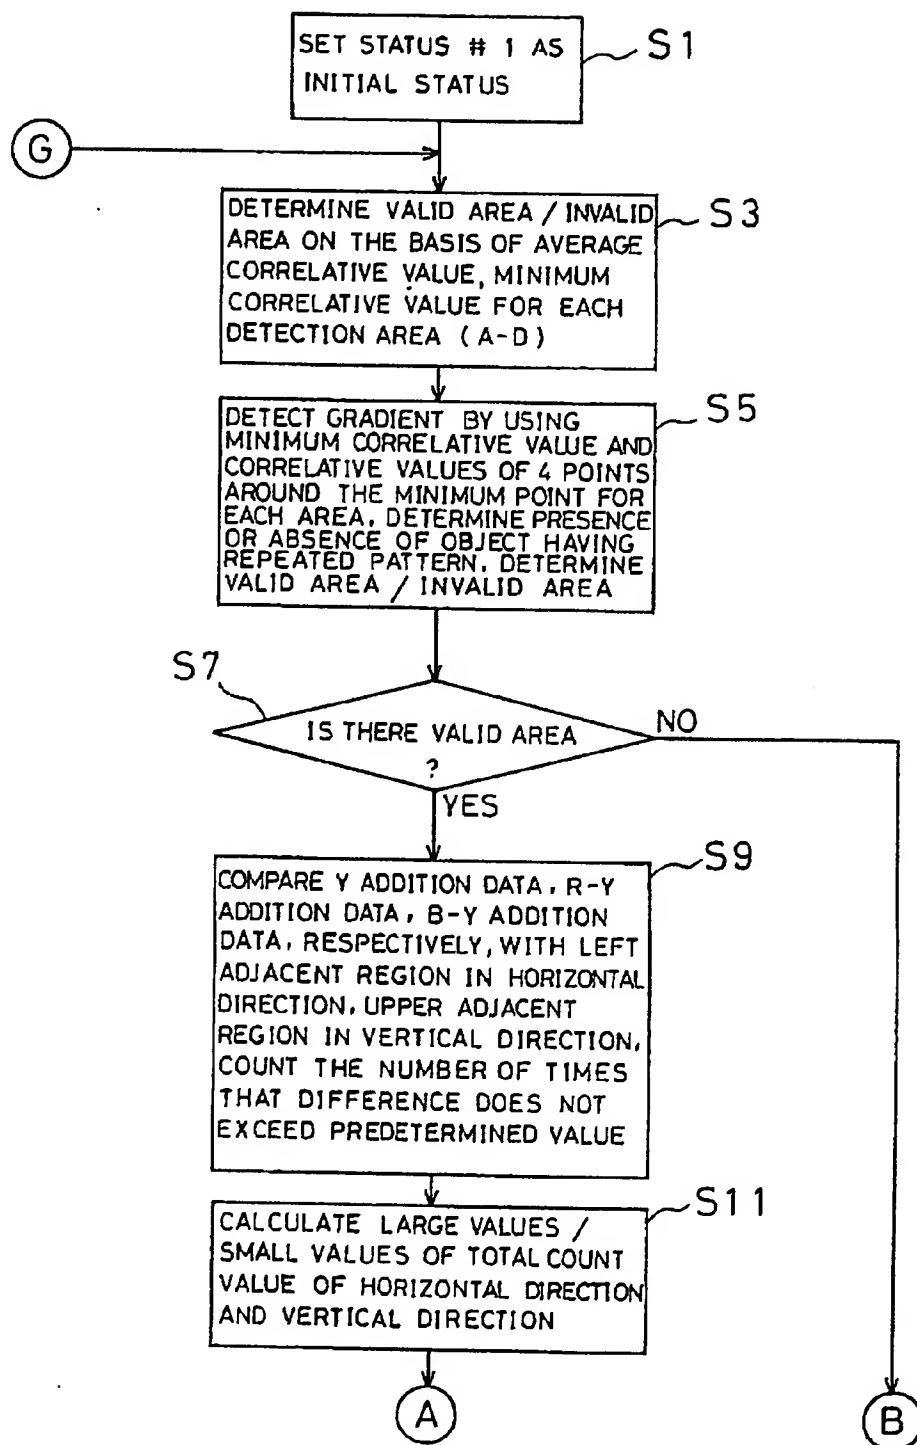 SET STATUS # 1 AS
INITIAL STATUS
S1
G
DETERMINE VALID AREA / INVALID
AREA ON THE BASIS OF AVERAGE
CORRELATIVE VALUE, MINIMUM
CORRELATIVE VALUE FOR EACH
DETECTION AREA (A-D)
S3
DETECT GRADIENT BY USING
MINIMUM CORRELATIVE VALUE AND
CORRELATIVE VALUES OF 4 POINTS
AROUND THE MINIMUM POINT FOR
EACH AREA. DETERMINE PRESENCE
OR ABSENCE OF OBJECT HAVING
REPEATED PATTERN. DETERMINE
VALID AREA / INVALID AREA
S5
S7
IS THERE VALID AREA
?
NO
YES
COMPARE Y ADDITION DATA, R-Y
ADDITION DATA, B-Y ADDITION
DATA, RESPECTIVELY, WITH LEFT
ADJACENT REGION IN HORIZONTAL
DIRECTION, UPPER ADJACENT
REGION IN VERTICAL DIRECTION,
COUNT THE NUMBER OF TIMES
THAT DIFFERENCE DOES NOT
EXCEED PREDETERMINED VALUE
S9
CALCULATE LARGE VALUES /
SMALL VALUES OF TOTAL COUNT
VALUE OF HORIZONTAL DIRECTION
AND VERTICAL DIRECTION
S11
A
B